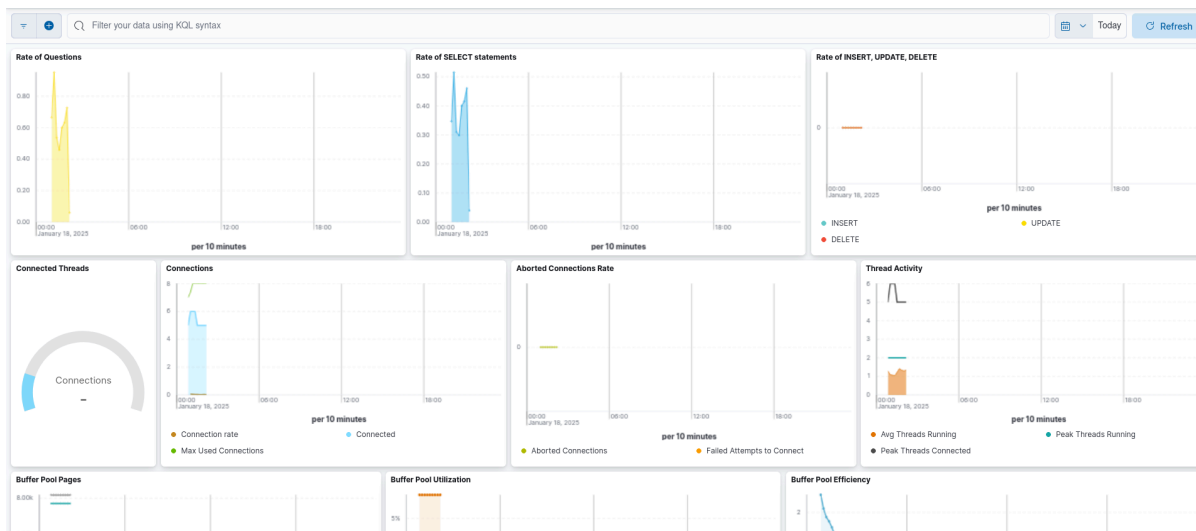 Filter your data using KQL syntax
Today
Refresh
Rate of Questions
0.80
0.60
0.40
0.20
0.00
00:00
06:00
12:00
18:00
January 18, 2025
per 10 minutes
Rate of SELECT statements
0.50
0.40
0.30
0.20
0.10
0.00
00:00
06:00
12:00
18:00
January 18, 2025
per 10 minutes
Rate of INSERT, UPDATE, DELETE
0
00:00
06:00
12:00
18:00
January 18, 2025
per 10 minutes
INSERT
UPDATE
DELETE
Connected Threads
Connections
-
Connections
8
6
4
2
0
00:00
06:00
12:00
18:00
January 18, 2025
per 10 minutes
Connection rate
Connected
Max Used Connections
Aborted Connections Rate
0
00:00
06:00
12:00
18:00
January 18, 2025
per 10 minutes
Aborted Connections
Failed Attempts to Connect
Thread Activity
6
5
4
3
2
1
0
00:00
06:00
12:00
18:00
January 18, 2025
per 10 minutes
Avg Threads Running
Peak Threads Running
Peak Threads Connected
Buffer Pool Pages
8.00k
Buffer Pool Utilization
5%
Buffer Pool Efficiency
2